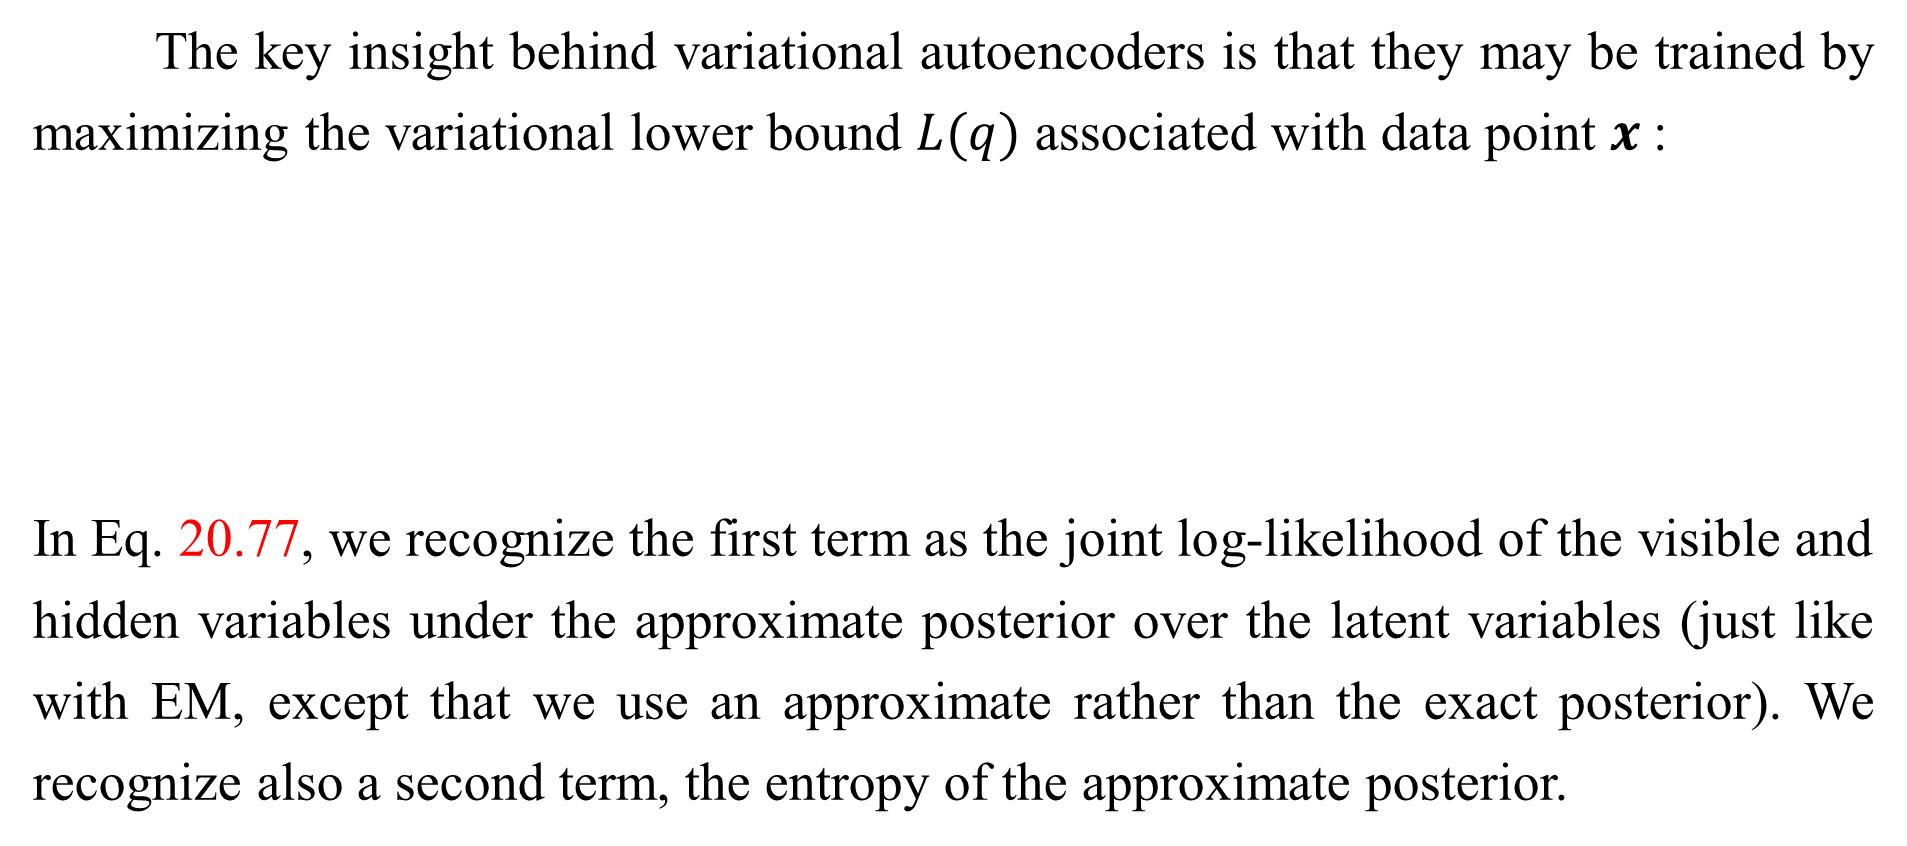 The key insight behind variational autoencoders is that they may be trained by
maximizing the variational lower bound L(q) associated with data point x :
In Eq. 20.77, we recognize the first term as the joint log-likelihood of the visible and
hidden variables under the approximate posterior over the latent variables (just like
with EM, except that we use an approximate rather than the exact posterior). We
recognize also a second term, the entropy of the approximate posterior.